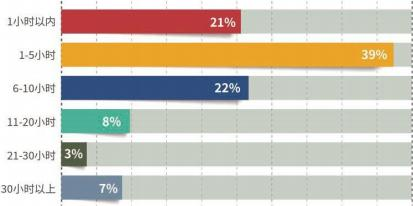 1小时以内 21%
1-5小时 39%
6-10小时 22%
11-20小时 8%
21-30小时 3%
30小时以上 7%